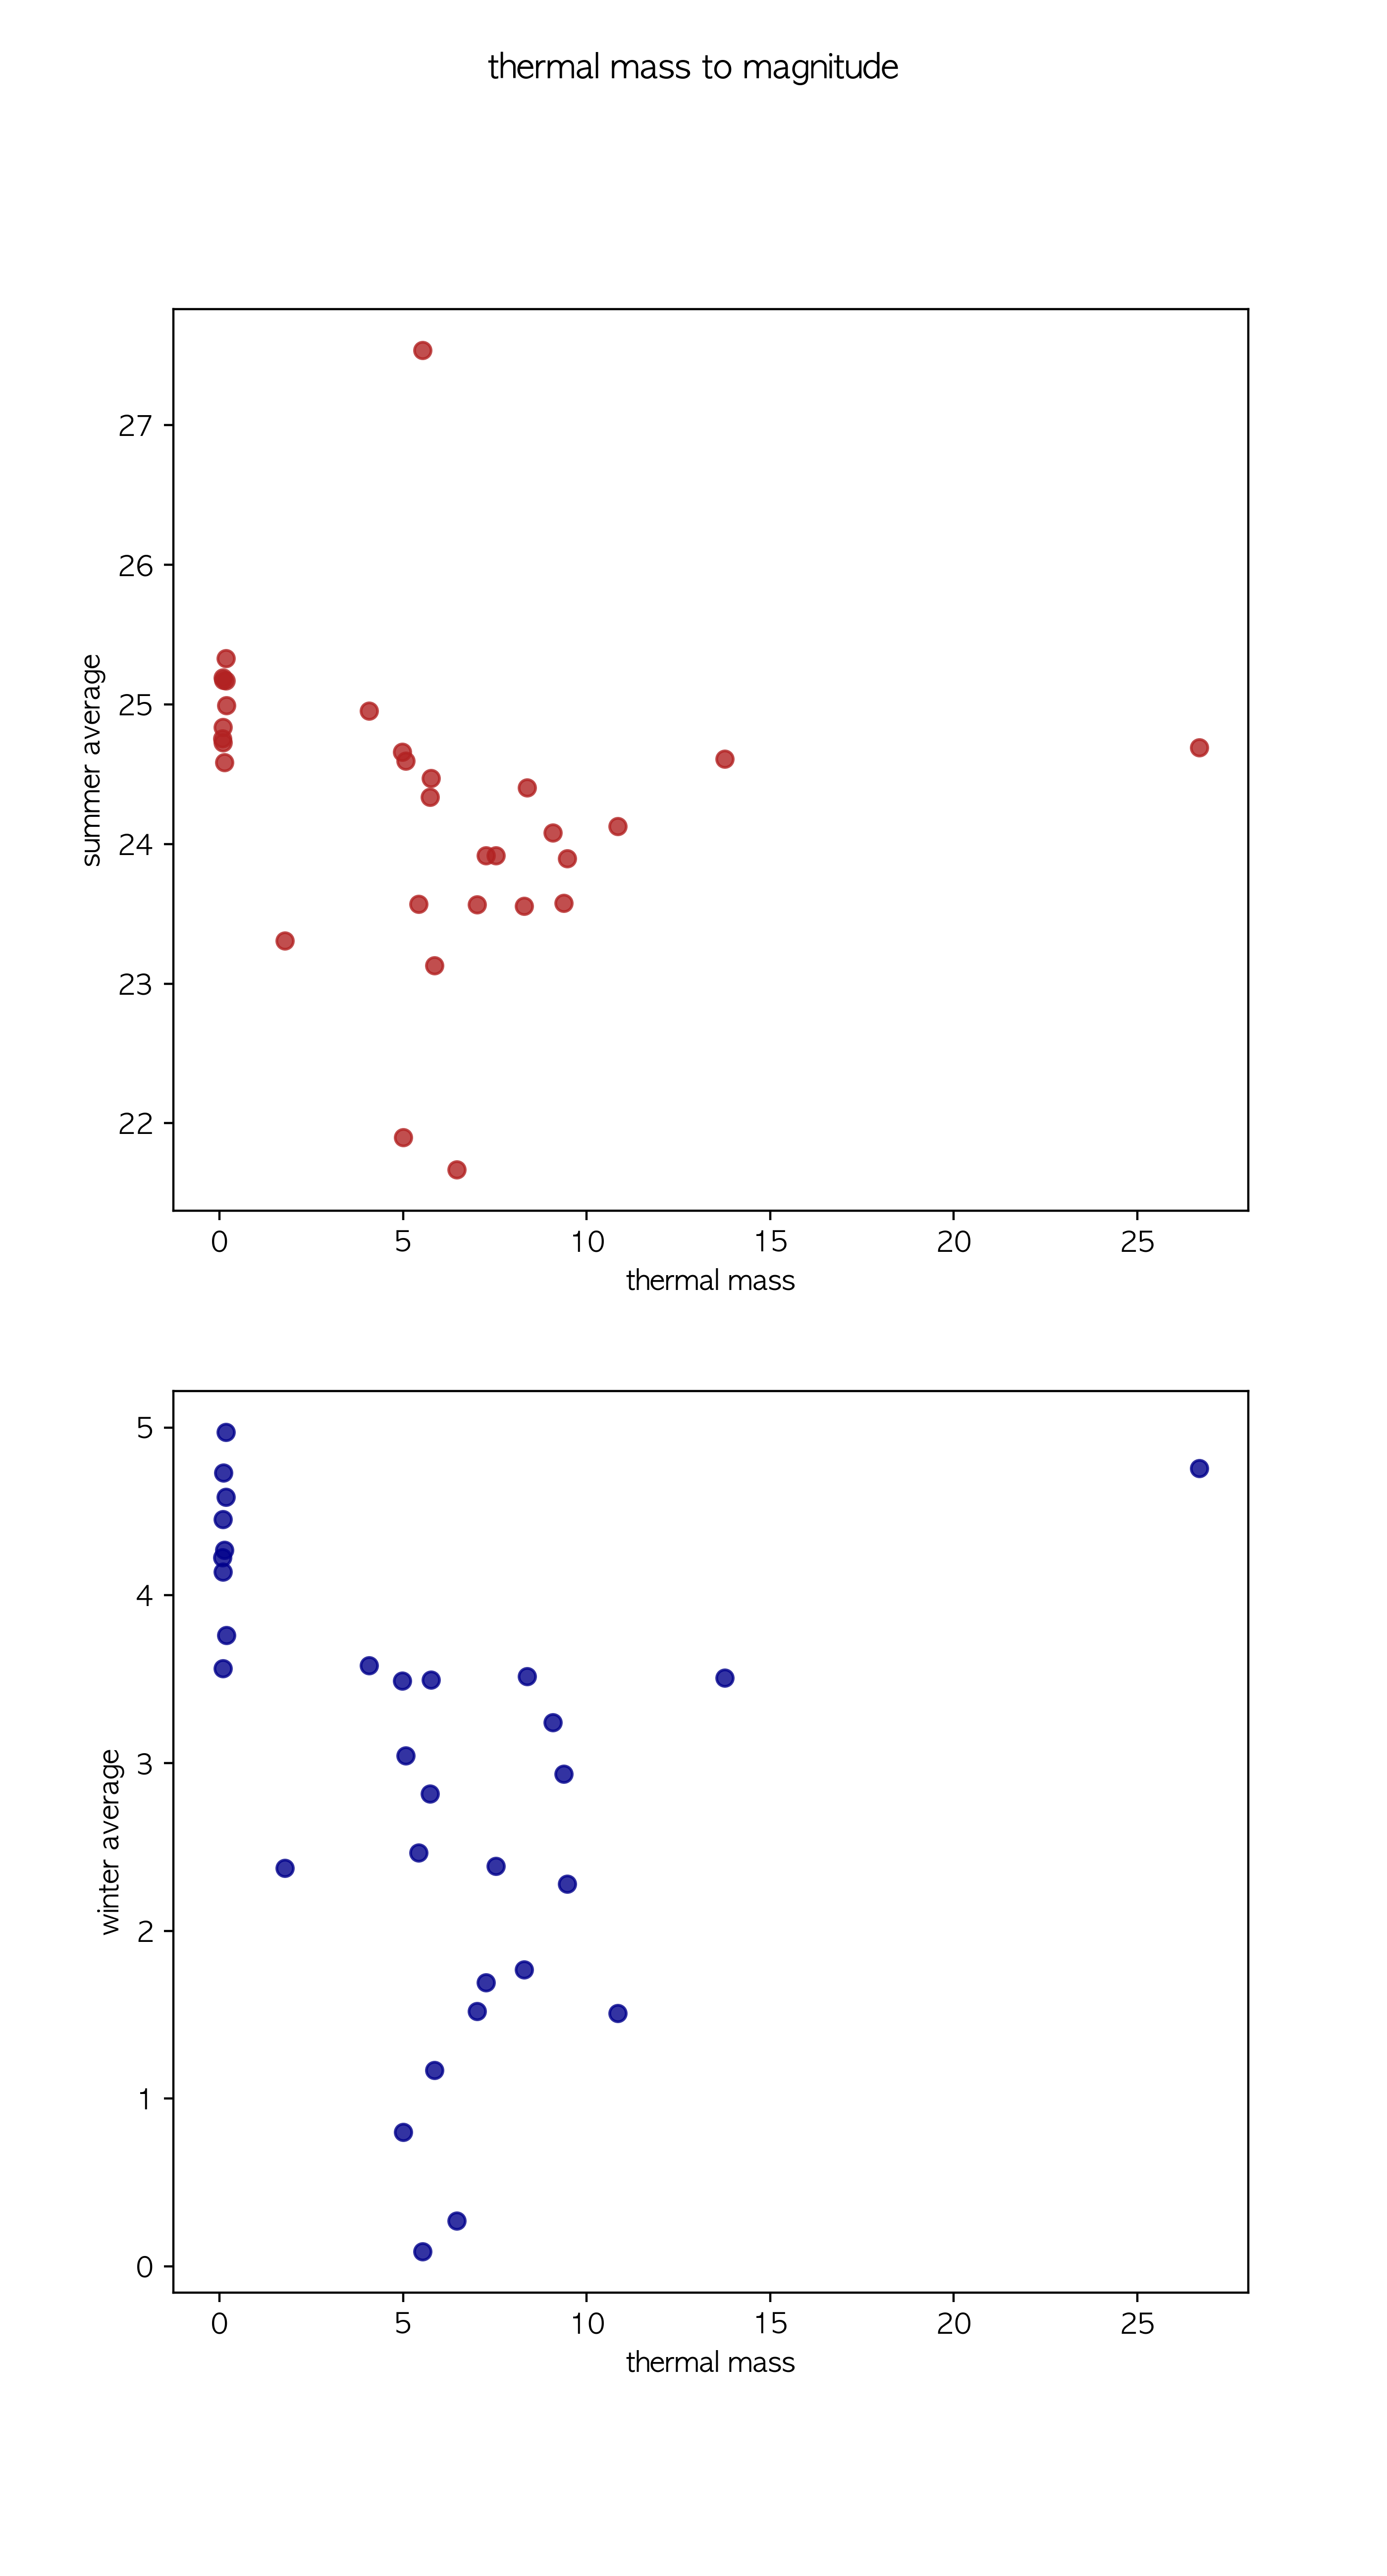 thermal mass to magnitude
27
26
25
24
23
22
summer average
0 5 10 15 20 25
thermal mass
5
4
3
2
1
0
winter average
0 5 10 15 20 25
thermal mass